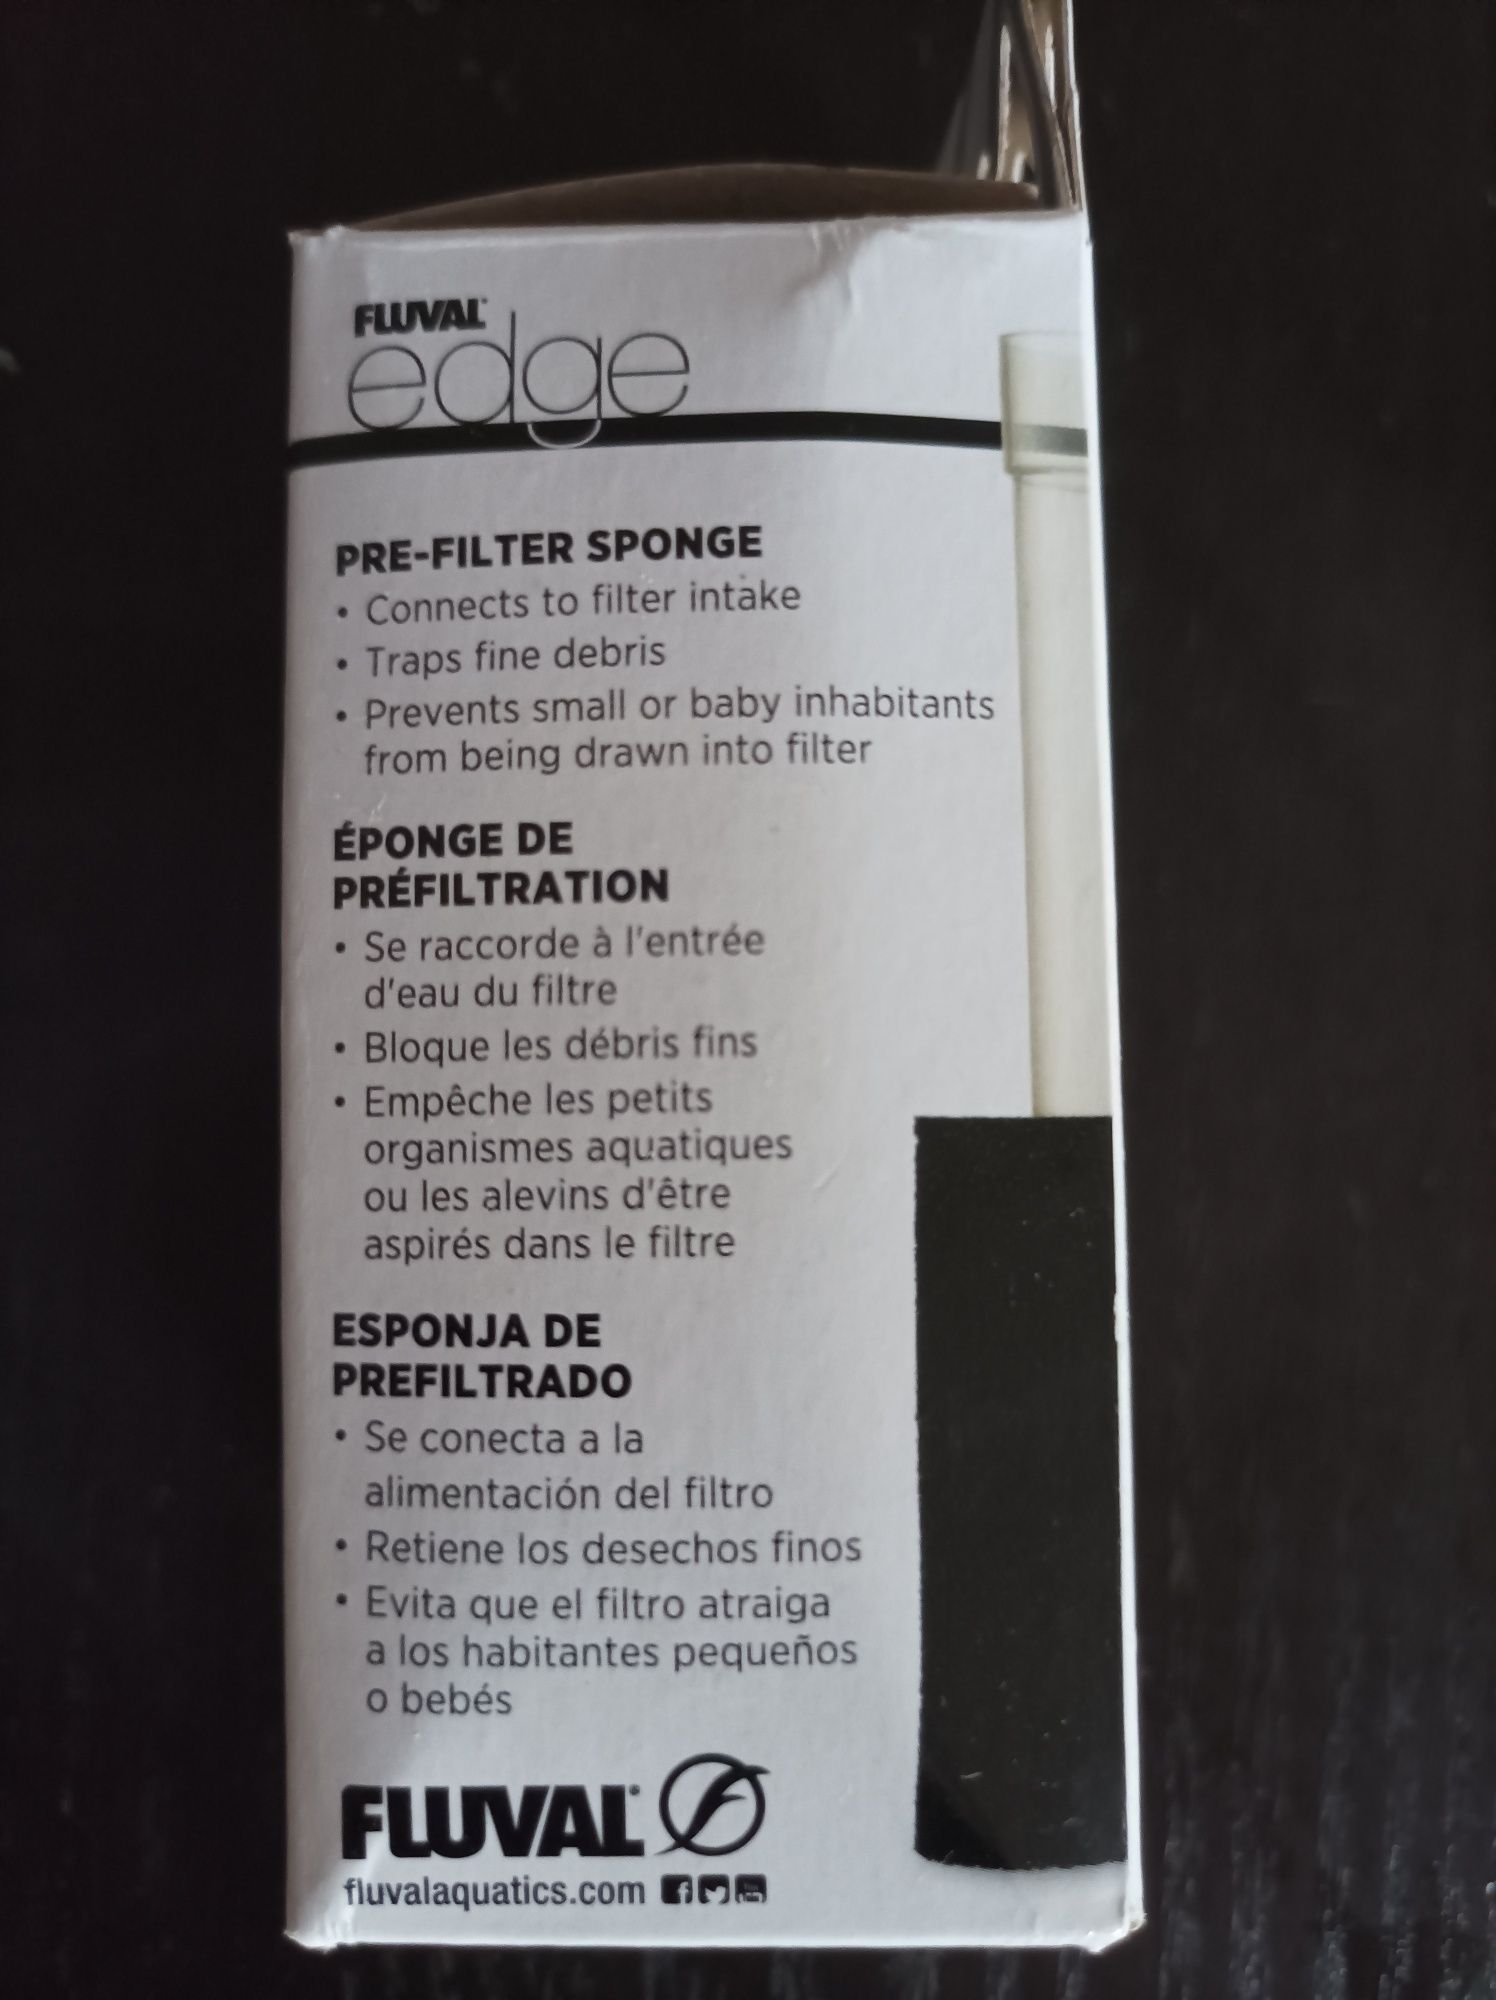 FLUVAL
edge
PRE-FILTER SPONGE
• Connects to filter intake
• Traps fine debris
• Prevents small or baby inhabitants
from being drawn into filter
ÉPONGE DE
PRÉFILTRATION
• Se raccorde à l'entrée
d'eau du filtre
• Bloque les débris fins
• Empêche les petits
organismes aquatiques
ou les alevins d'être
aspirés dans le filtre
ESPONJA DE
PREFILTRADO
• Se conecta a la
alimentación del filtro
• Retiene los desechos finos
• Evita que el filtro atraiga
a los habitantes pequeños
o bebés
FLUVAL
fluvalaquatics.com